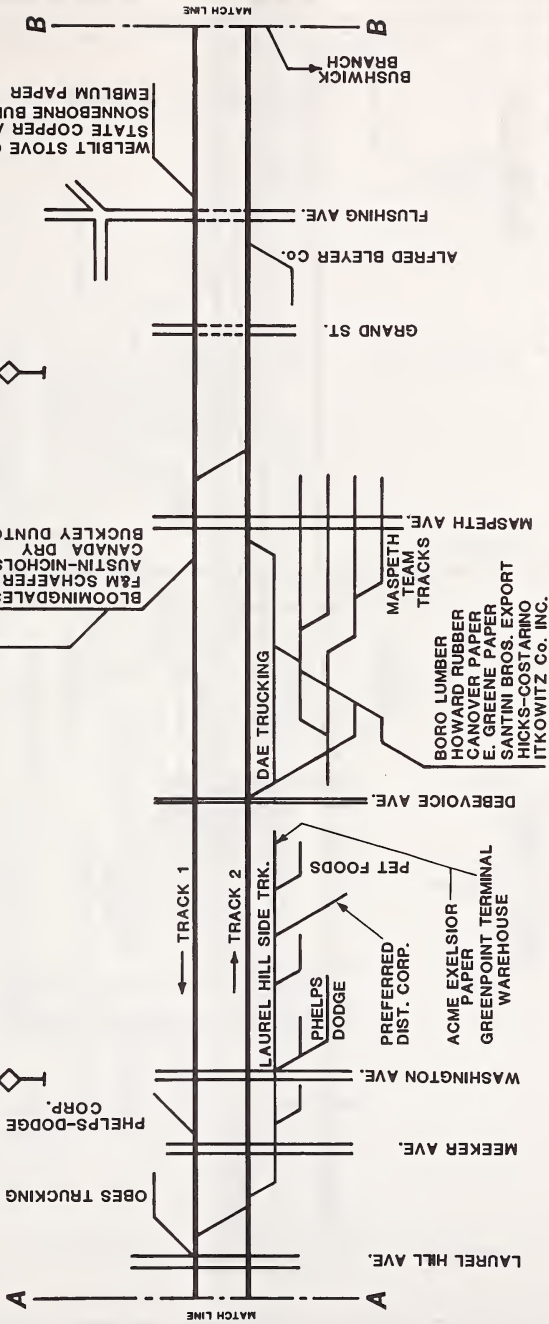 A
MATCH LINE
A
LAUREL HILL AVE.
OBES TRUCKING
MEEKER AVE.
PHELPS-DODGE
CORP.
WASHINGTON AVE.
TRACK 1
TRACK 2
LAUREL HILL SIDE TRK.
PHELPS
DODGE
PREFERRED
DIST. CORP.
PET FOODS
ACME EXELSIOR
PAPER
GREENPOINT TERMINAL
WAREHOUSE
DEBEVOICE AVE.
DAE TRUCKING
BORO LUMBER
HOWARD RUBBER
CANOVER PAPER
E. GREENE PAPER
SANTINI BROS. EXPORT
HICKS-COSTARINO
ITKOWITZ Co. INC.
MASPETH
TEAM
TRACKS
BLOOMINGDALES
F&M SCHAEFER
AUSTIN-NICHOLS
CANADA DRY
BUCKLEY
MASPETH AVE.
GRAND ST.
ALFRED BLEYER Co
FLUSHING AVE.
WELBILT STOVE
STATE COPPER
SONNEBORNE
EMBLUM PAPER
BUSHWICK
BRANCH
B
MATCH LINE
B